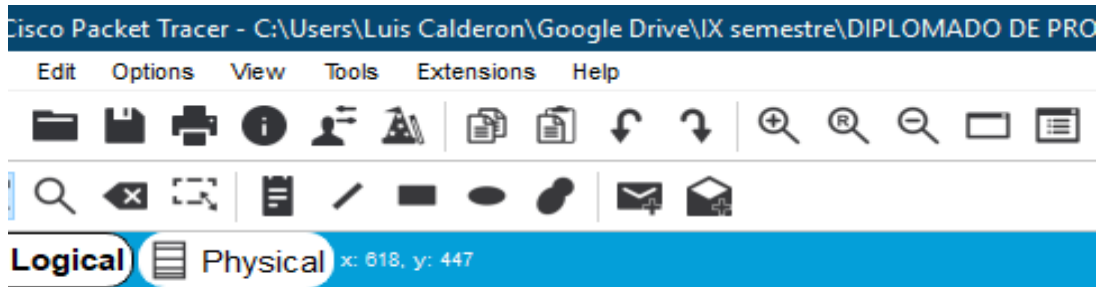 Cisco Packet Tracer - C:\Users\Luis Calderon\Google Drive\IX semestre\DIPLOMADO DE PRO
Edit Options View Tools Extensions Help
R
Logical Physical x: 618, y: 447